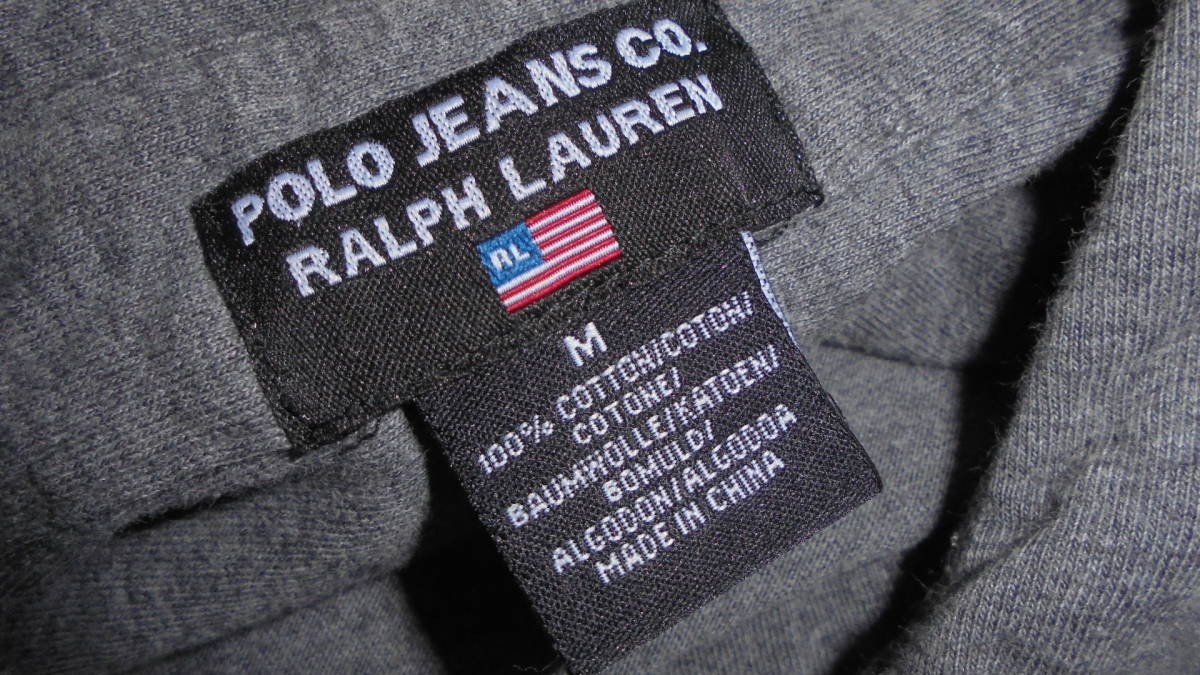 POLO JEANS CO.
RALPH LAUREN
RL
M
100% COTTON/COTON/
COTONE/
BAUMWOLLE/KATOEN/
BOMULD/
ALGODON/ALGODOA
MADE IN CHINA